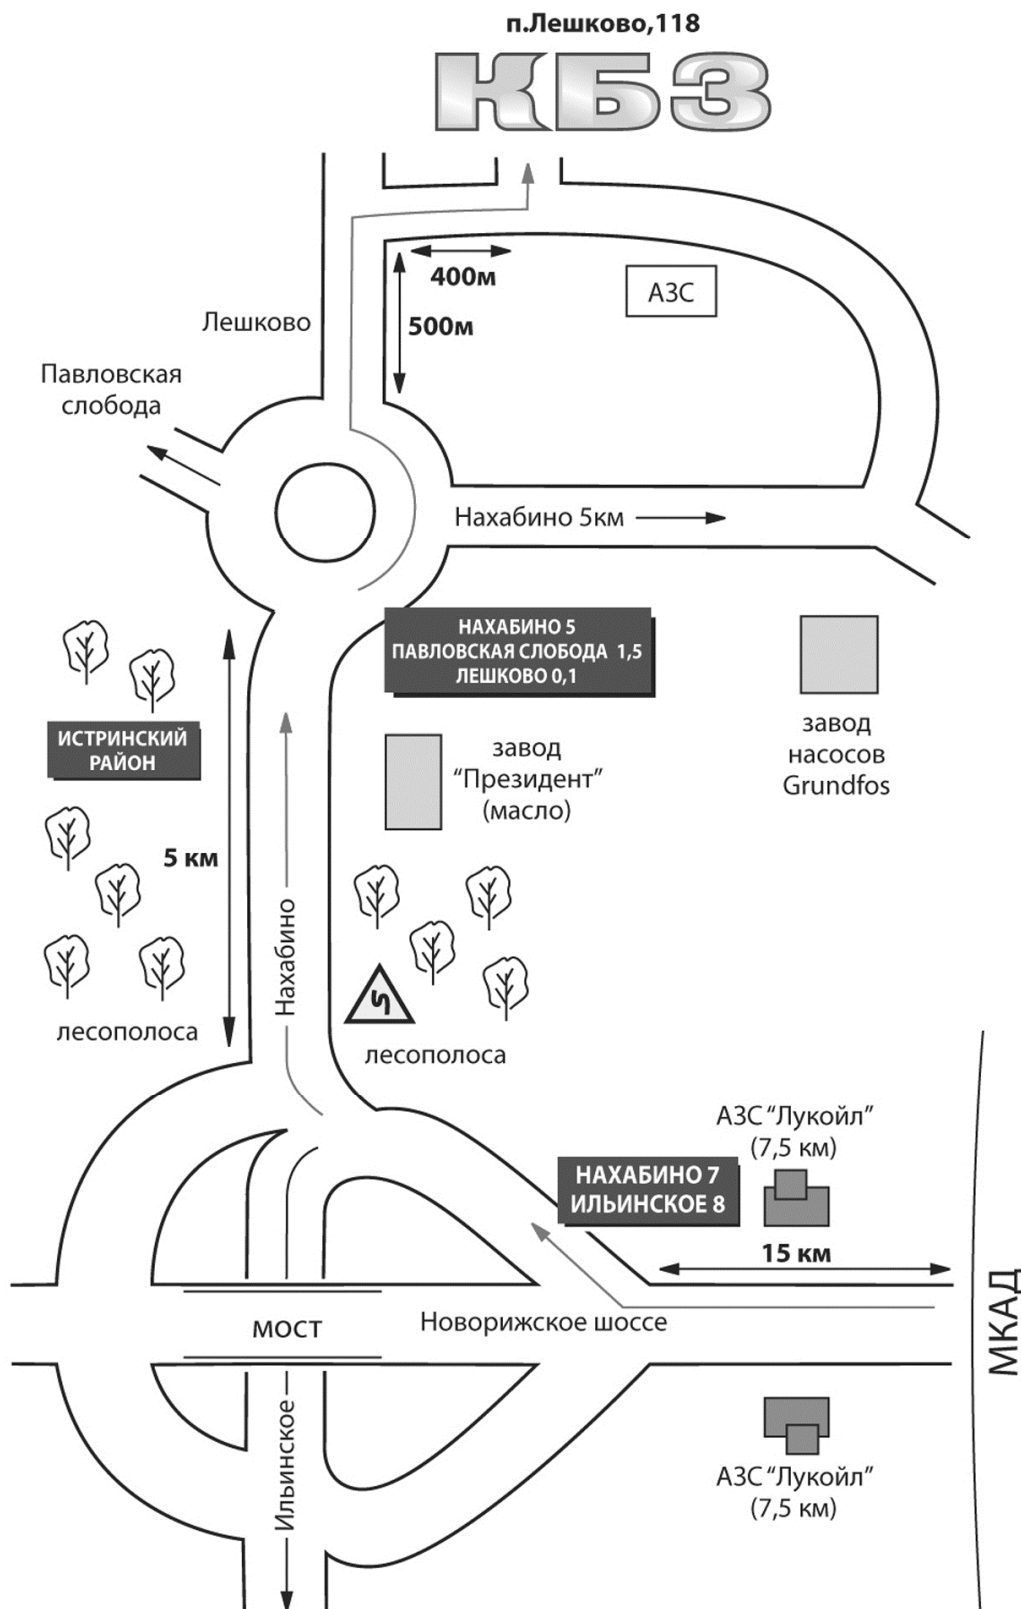 п.Лешково,118
КБЗ
400м
АЗС
500м
Лешково
Павловская
слобода
Нахабино 5км
НАХАБИНО 5
ПАВЛОВСКАЯ СЛОБОДА 1,5
ЛЕШКОВО 0,1
ИСТРИНСКИЙ
РАЙОН
завод
“Президент”
(масло)
завод
насосов
Grundfos
5 км
Нахабино
лесополоса
лесополоса
АЗС “Лукойл”
(7,5 км)
НАХАБИНО 7
ИЛЬИНСКОЕ 8
15 км
МКАД
Новорижское шоссе
МОСТ
Ильинское
АЗС “Лукойл”
(7,5 км)